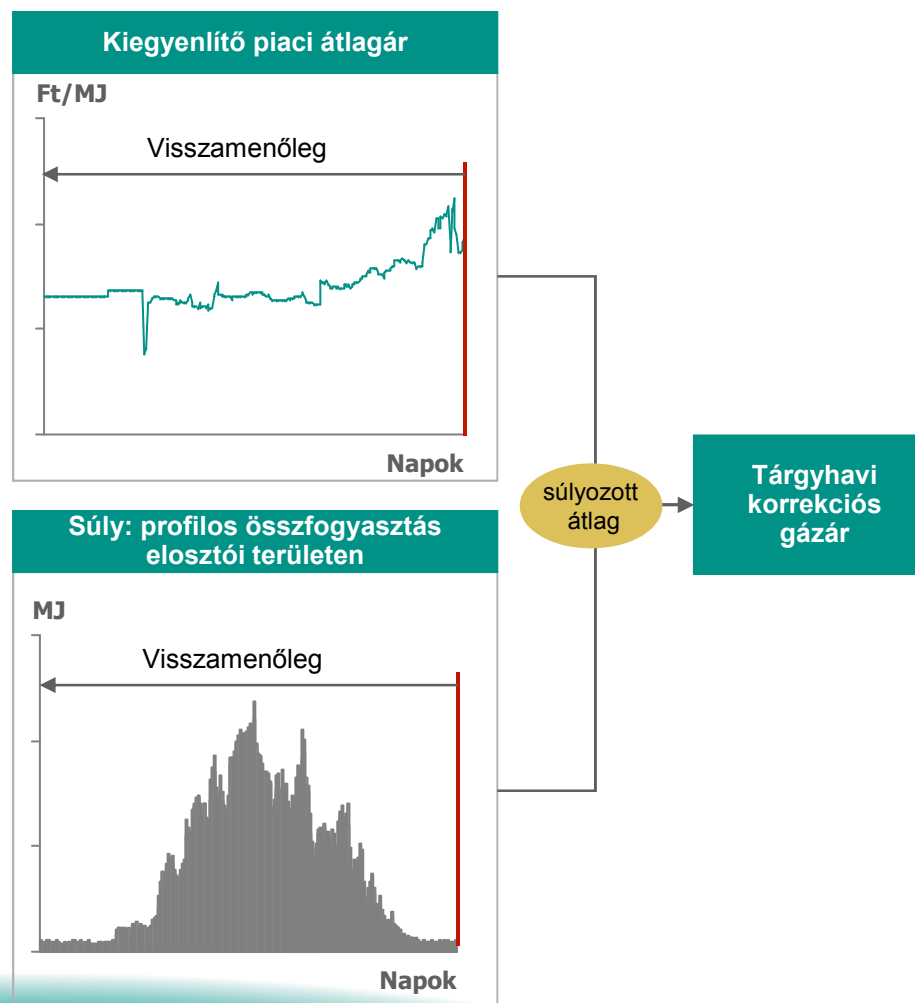 Kiegyenlítő piaci átlagár
Ft/MJ
Visszamenőleg
Napok
Súly: profilos összfogyasztás
elosztói területen
MJ
Visszamenőleg
Napok
súlyozott
átlag
Tárgyhavi
korrekciós
gázár